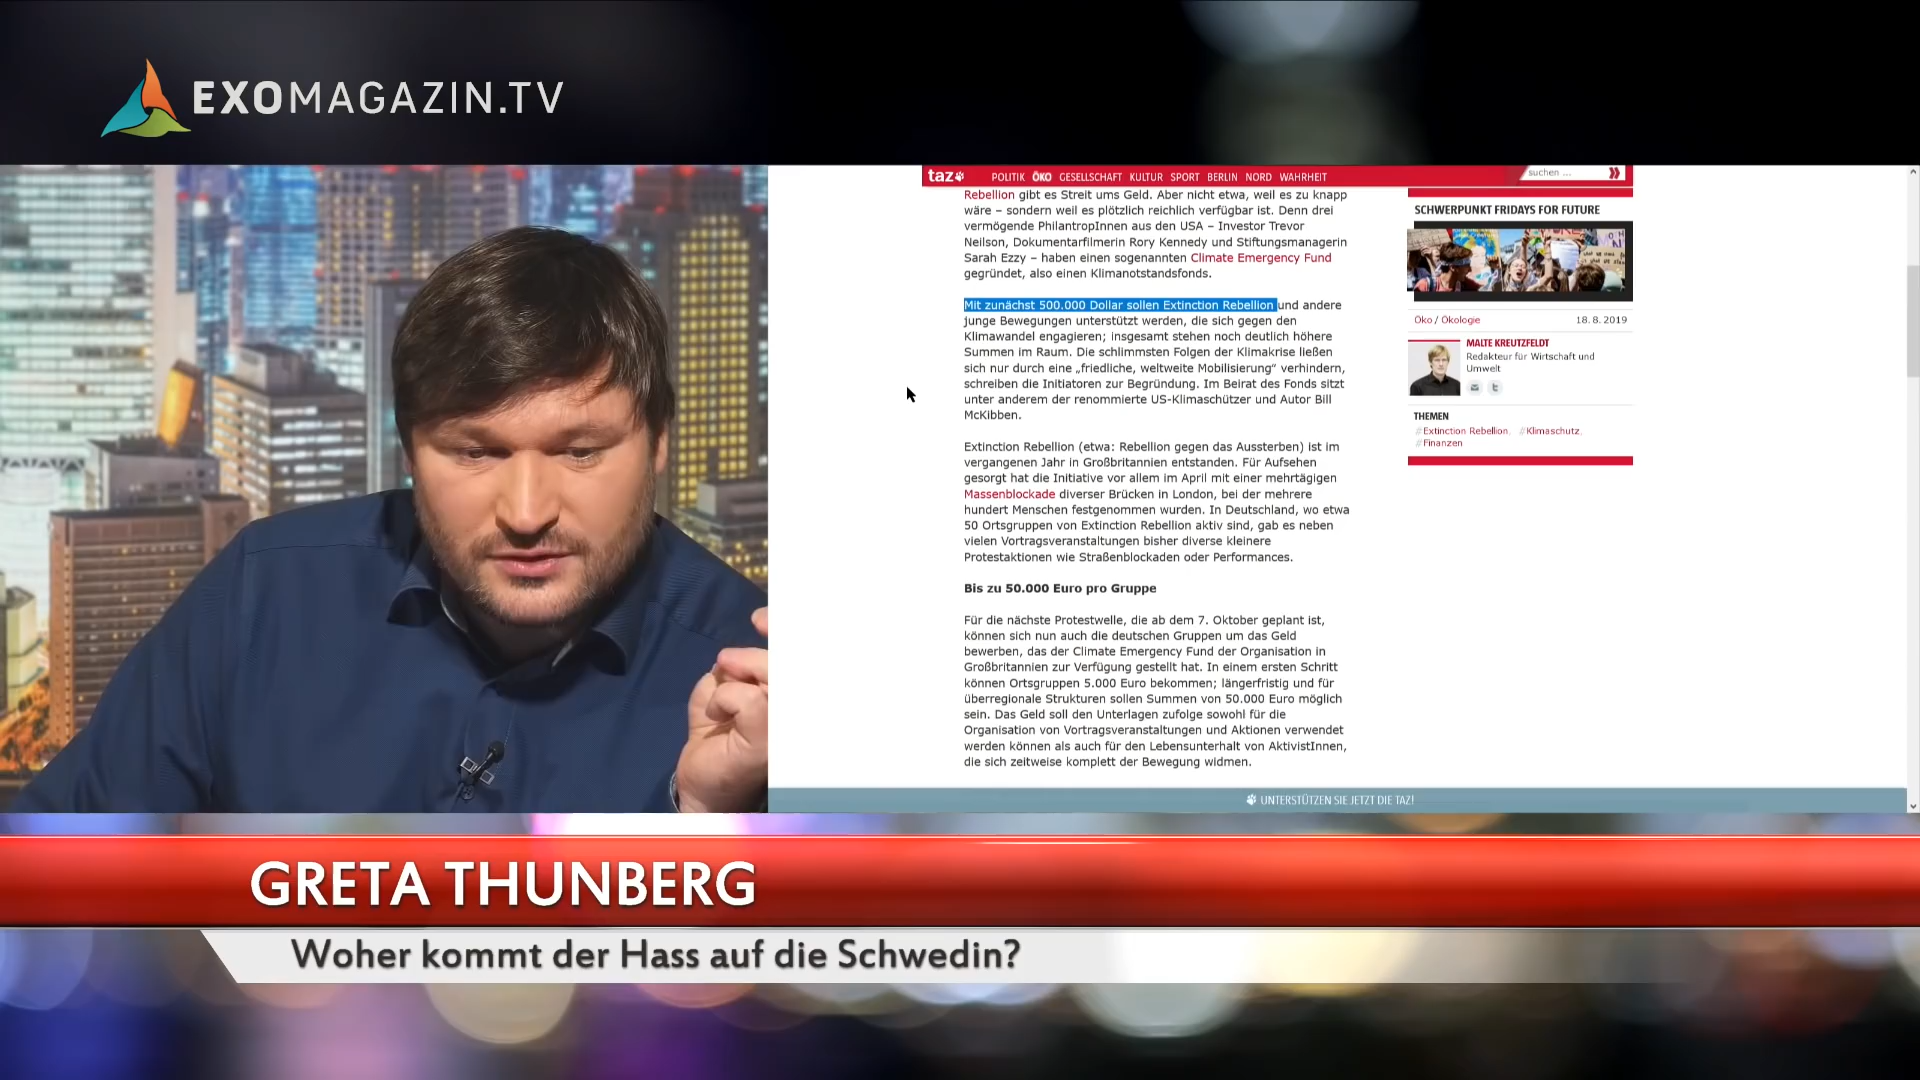 EXOMAGAZIN.TV
taz
POLITIK ÖKO GESELLSCHAFT KULTUR SPORT BERLIN NORD WAHRHEIT
suchen ...
Rebellion gibt es Streit ums Geld. Aber nicht etwa, weil es zu knapp
wäre – sondern weil es plötzlich reichlich verfügbar ist. Denn drei
vermögende PhilantropInnen aus den USA – Investor Trevor
Neilson, Dokumentarfilmerin Rory Kennedy und Stiftungsmanagerin
Sarah Ezzy – haben einen sogenannten Climate Emergency Fund
gegründet, also einen Klimanotstandsfonds.
Mit zunächst 500.000 Dollar sollen Extinction Rebellion und andere
junge Bewegungen unterstützt werden, die sich gegen den
Klimawandel engagieren; insgesamt stehen noch deutlich höhere
Summen im Raum. Die schlimmsten Folgen der Klimakrise ließen
sich nur durch eine „friedliche, weltweite Mobilisierung“ verhindern,
schreiben die Initiatoren zur Begründung. Im Beirat des Fonds sitzt
unter anderem der renommierte US-Klimaschützer und Autor Bill
McKibben.
Extinction Rebellion (etwa: Rebellion gegen das Aussterben) ist im
vergangenen Jahr in Großbritannien entstanden. Für Aufsehen
gesorgt hat die Initiative vor allem im April mit einer mehrtägigen
Massenblockade diverser Brücken in London, bei der mehrere
hundert Menschen festgenommen wurden. In Deutschland, wo etwa
50 Ortsgruppen von Extinction Rebellion aktiv sind, gab es neben
vielen Vortragsveranstaltungen bisher diverse kleinere
Protestaktionen wie Straßenblockaden oder Performances.
Bis zu 50.000 Euro pro Gruppe
Für die nächste Protestwelle, die ab dem 7. Oktober geplant ist,
können sich nun auch die deutschen Gruppen um das Geld
bewerben, das der Climate Emergency Fund der Organisation in
Großbritannien zur Verfügung gestellt hat. In einem ersten Schritt
können Ortsgruppen 5.000 Euro bekommen; längerfristig und für
überregionale Strukturen sollen Summen von 50.000 Euro möglich
sein. Das Geld soll den Unterlagen zufolge sowohl für die
Organisation von Vortragsveranstaltungen und Aktionen verwendet
werden können als auch für den Lebensunterhalt von AktivistInnen,
die sich zeitweise komplett der Bewegung widmen.
SCHWERPUNKT FRIDAYS FOR FUTURE
Öko / Ökologie 18. 8. 2019
MALTE KREUTZFELDT
Redakteur für Wirtschaft und
Umwelt
THEMEN
#Extinction Rebellion, #Klimaschutz,
#Finanzen
UNTERSTÜTZEN SIE JETZT DIE TAZ!
GRETA THUNBERG
Woher kommt der Hass auf die Schwedin?